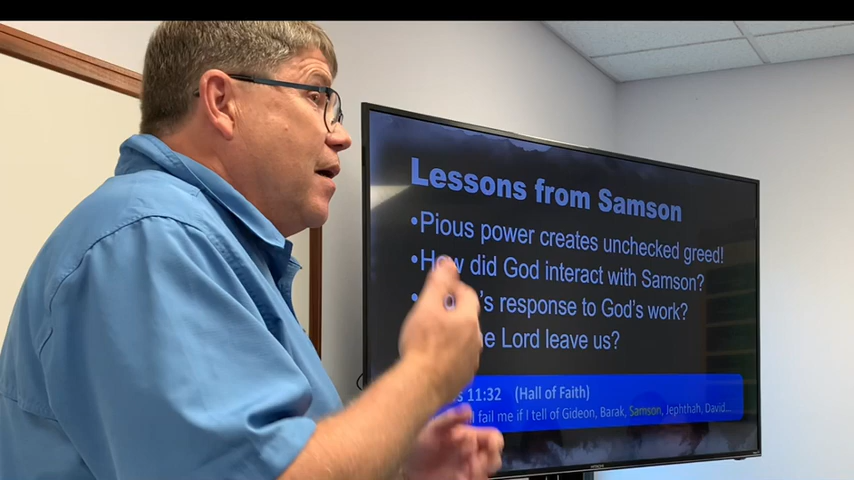 Lessons from Samson
•Pious power creates unchecked greed!
•How did God interact with Samson?
•'s response to God's work?
Lord leave us?
11:32 (Hall of Faith)
fail me if I tell of Gideon, Barak, Samson, Jephthah, David...
HITACHI